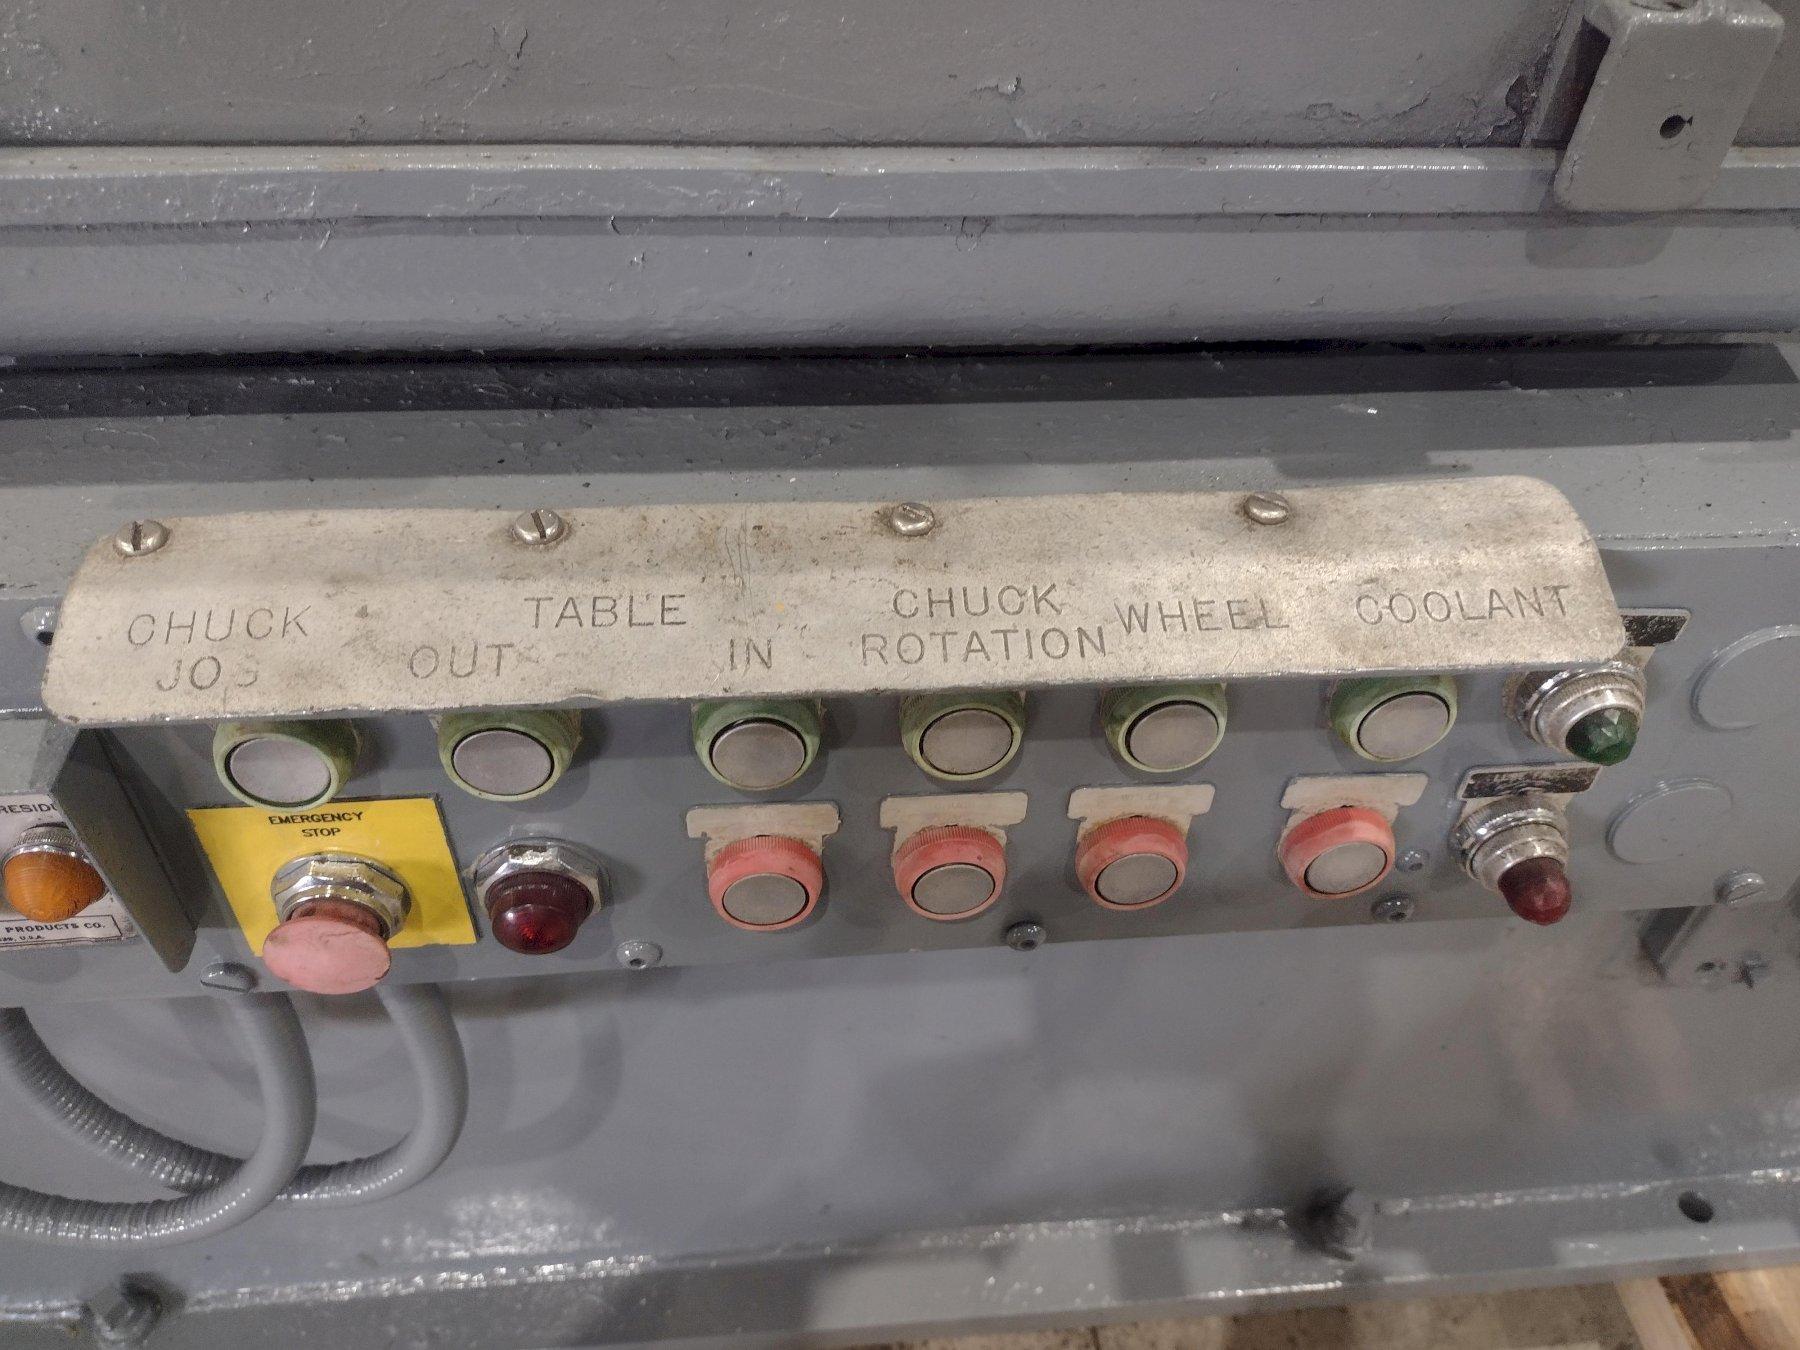 CHUCK
JOG
TABLE
OUT
IN
CHUCK
ROTATION
WHEEL
COOLANT
EMERGENCY
STOP
PRODUCTS CO.
U.S.A.